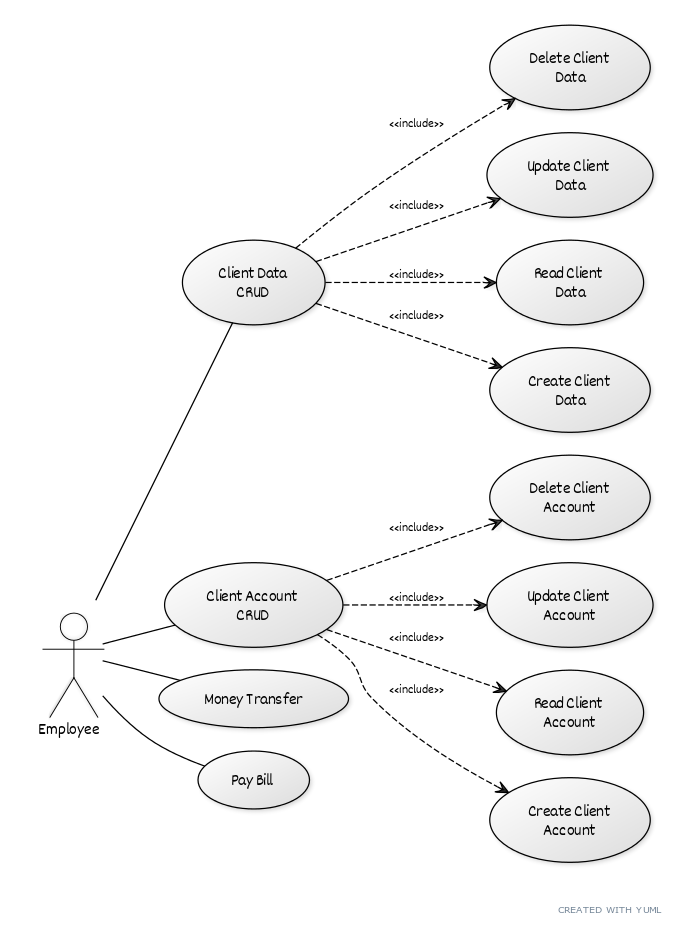 Delete Client
Data
<<include>>
Update Client
Data
<<include>>
Client Data
CRUD
<<include>>
Read Client
Data
<<include>>
Create Client
Data
Delete Client
Account
<<include>>
Client Account
CRUD
<<include>>
Update Client
Account
<<include>>
Read Client
Account
<<include>>
Money Transfer
Employee
Pay Bill
Create Client
Account
CREATED WITH YUML